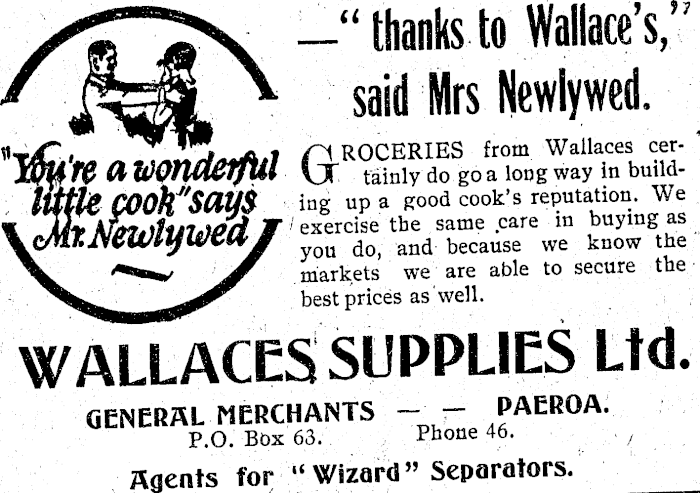 "You're a wonderful
little cook" says
Mr. Newlywed
—"thanks to Wallace's,"
said Mrs Newlywed.
GROCERIES from Wallaces cer-
tainly do go a long way in build-
ing up a good cook's reputation. We
exercise the same care in buying as
you do, and because we know the
markets we are able to secure the
best prices as well.
WALLACES SUPPLIES Ltd.
GENERAL MERCHANTS — — PAEROA.
P.O. Box 63. Phone 46.
Agents for "Wizard" Separators.